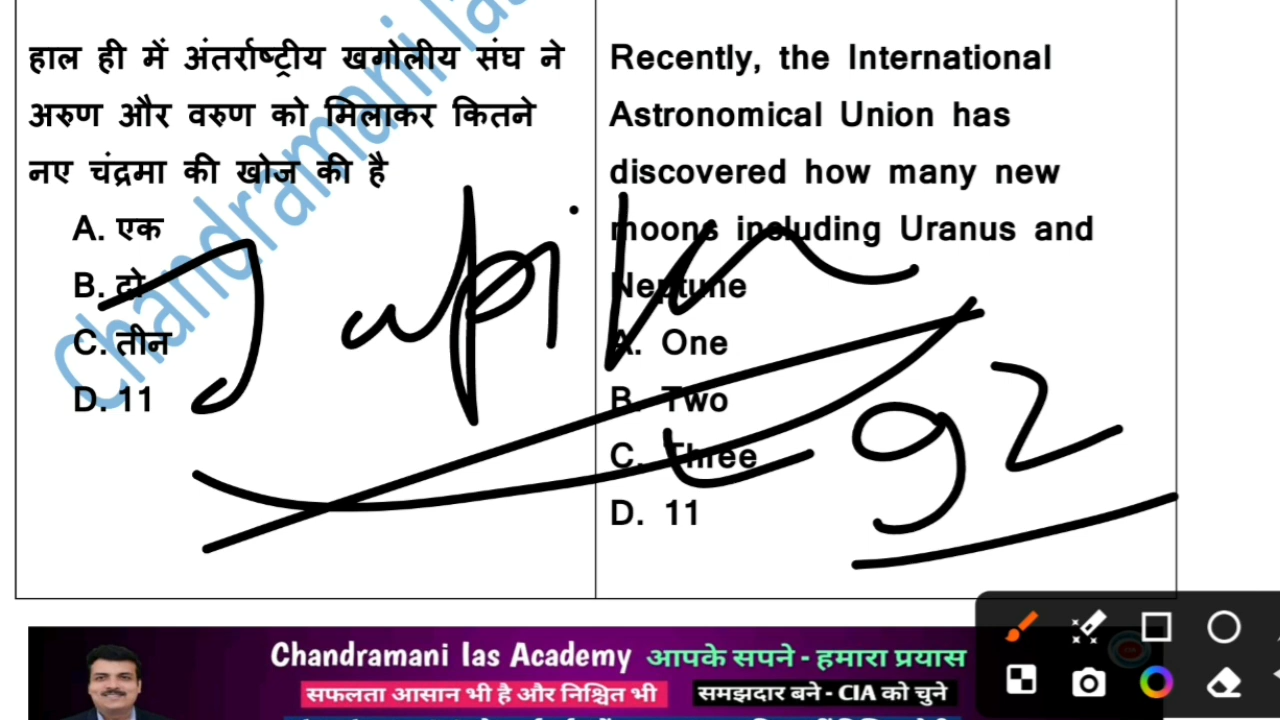 हाल ही में अंतर्राष्ट्रीय खगोलीय संघ ने
अरुण और वरुण को मिलाकर कितने
नए चंद्रमा की खोज की है
A. एक
B. दो
C. तीन
D. 11
Recently, the International
Astronomical Union has
discovered how many new
moons including Uranus and
Neptune
A. One
B. Two
C. Three
D. 11
92
Chandramani Ias
Chandramani Ias Academy आपके सपने - हमारा प्रयास
सफलता आसान भी है और निश्चित भी समझदार बने - CIA को चुने